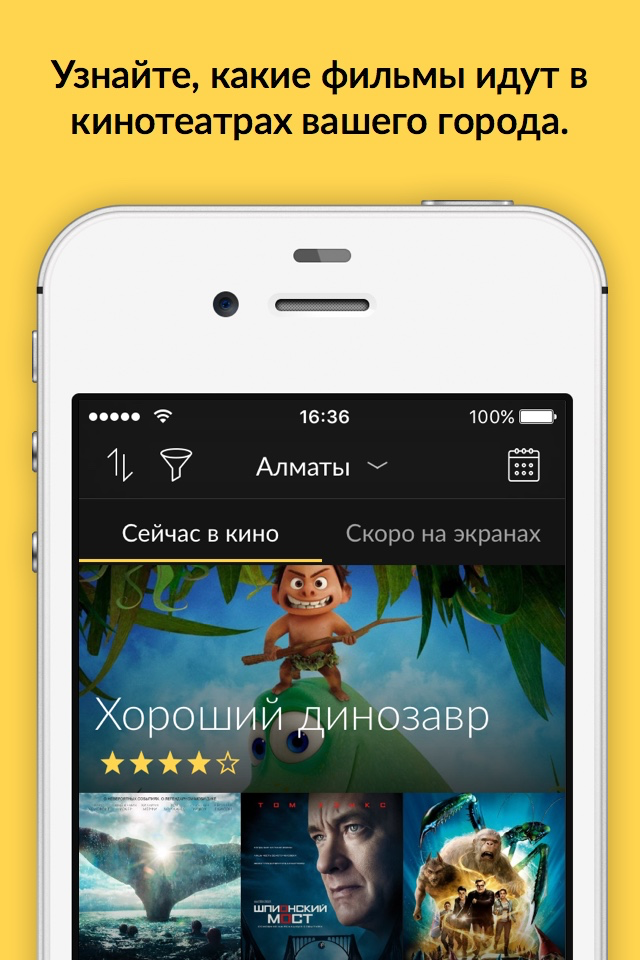 Узнайте, какие фильмы идут в
кинотеатрах вашего города.
16:36
100%
Алматы
Сейчас в кино
Скоро на экранах
Хороший динозавр
ТОМ ХЭНКС
ШПИОНСКИЙ
МОСТ